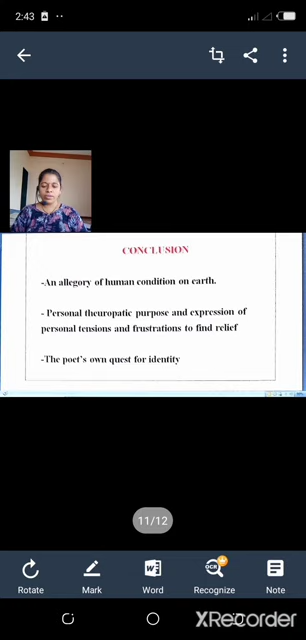 2:43
CONCLUSION
-An allegory of human condition on earth.
- Personal theuropatic purpose and expression of
personal tensions and frustrations to find relief
-The poet's own quest for identity
11/12
OCR
Rotate Mark Word Recognize Note
XRecorder